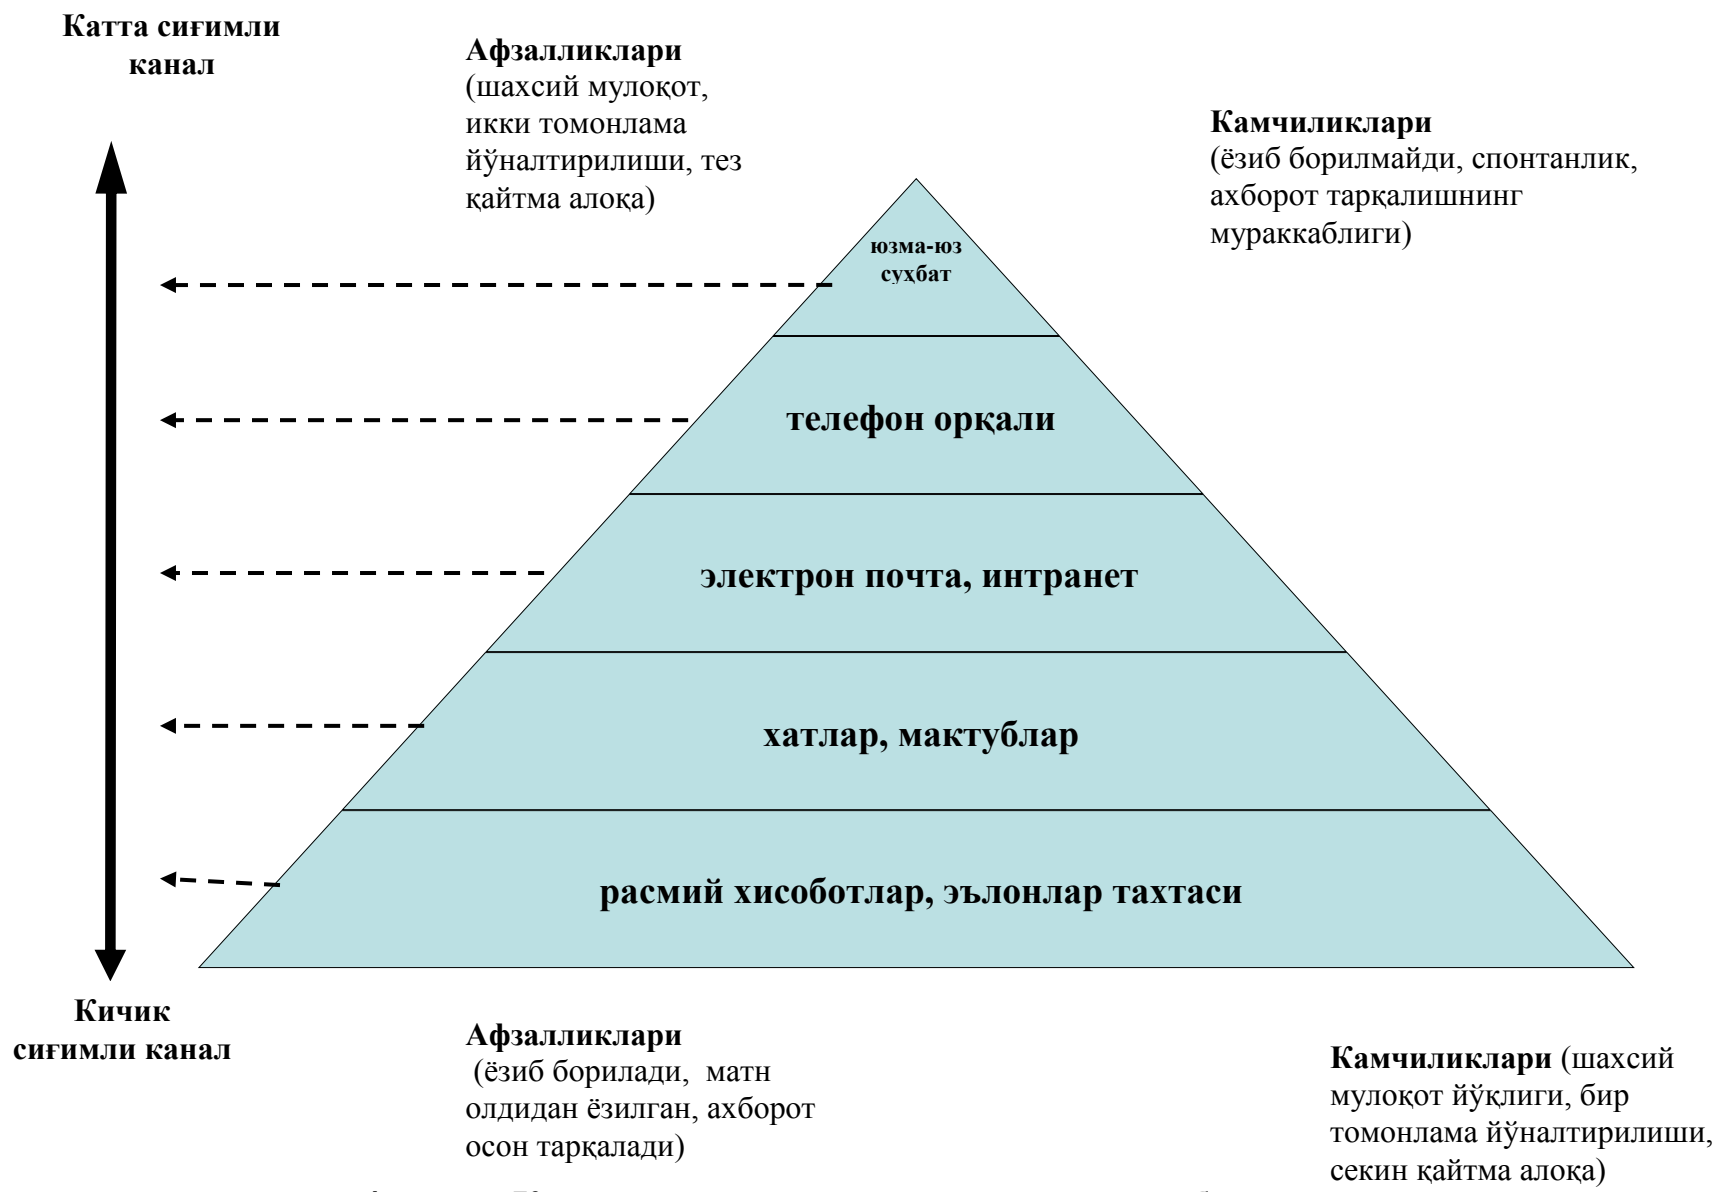 Катта сиғимли
канал
Афзалликлари
(шахсий мулоқот,
икки томонлама
йўналтирилиши, тез
қайтма алоқа)
Камчиликлари
(ёзиб борилмайди, спонтанлик,
ахборот тарқалишнинг
мураккаблиги)
юзма-юз
суҳбат
телефон орқали
электрон почта, интранет
хатлар, мактублар
расмий хисоботлар, эълонлар тахтаси
Кичик
сиғимли канал
Афзалликлари
(ёзиб борилади, матн
олдидан ёзилган, ахборот
осон тарқалади)
Камчиликлари (шахсий
мулоқот йўқлиги, бир
томонлама йўналтирилиши,
секин қайтма алоқа)